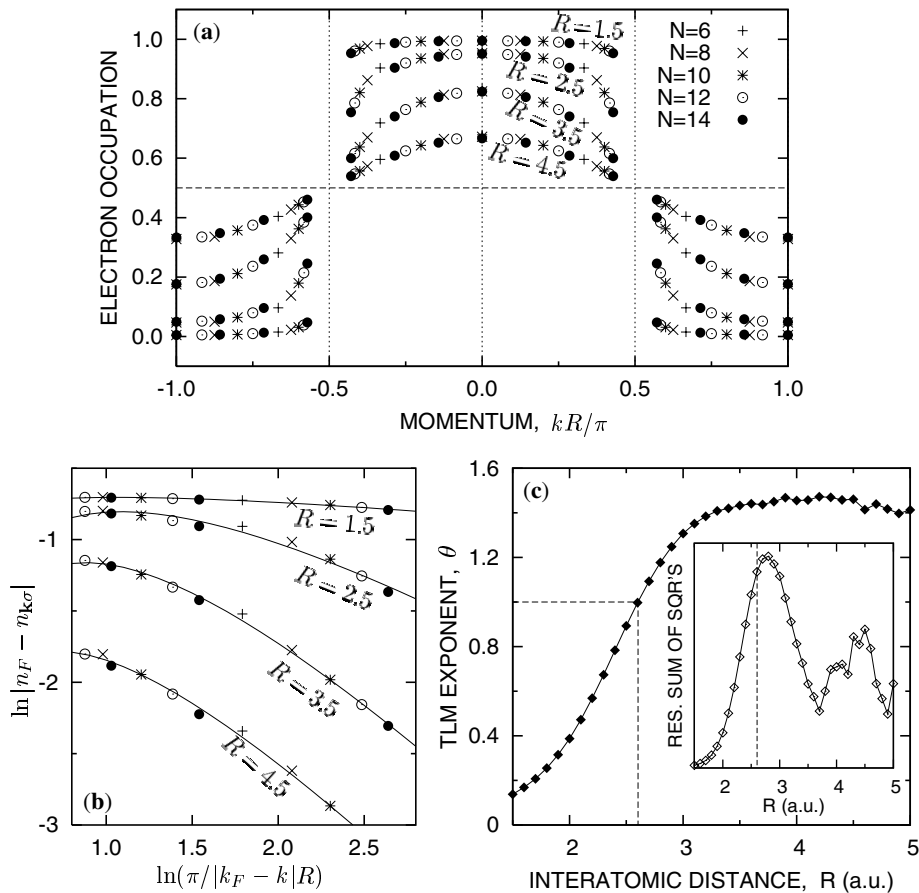 (a)
ELECTRON OCCUPATION
1.0
0.8
0.6
0.4
0.2
0.0
R = 1.5
R = 2.5
R = 3.5
R = 4.5
N=6
N=8
N=10
N=12
N=14
-1.0 -0.5 0.0 0.5 1.0
MOMENTUM, kR/π
(b)
ln |n_F − n_kσ|
-1
-2
-3
R = 1.5
R = 2.5
R = 3.5
R = 4.5
1.0 1.5 2.0 2.5
ln(π/|k_F − k|R)
(c)
TLM EXPONENT, θ
1.6
1.2
0.8
0.4
0
2 3 4 5
INTERATOMIC DISTANCE, R (a.u.)
RES. SUM OF SQR'S
2 3 4 5
R (a.u.)